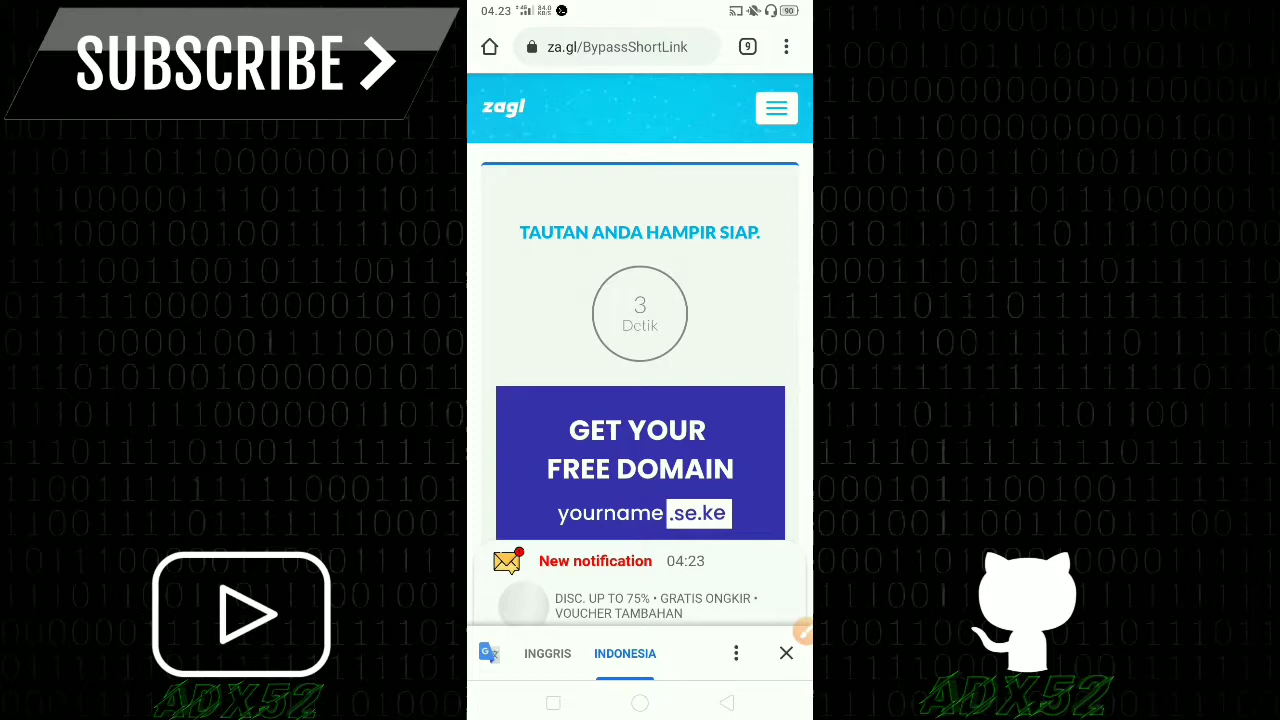 SUBSCRIBE
04.23
90
za.gl/BypassShortLink
9
zagl
TAUTAN ANDA HAMPIR SIAP.
3
Detik
GET YOUR
FREE DOMAIN
yourname.se.ke
New notification 04:23
DISC. UP TO 75% • GRATIS ONGKIR •
VOUCHER TAMBAHAN
INGGRIS INDONESIA
ADX52
ADX52